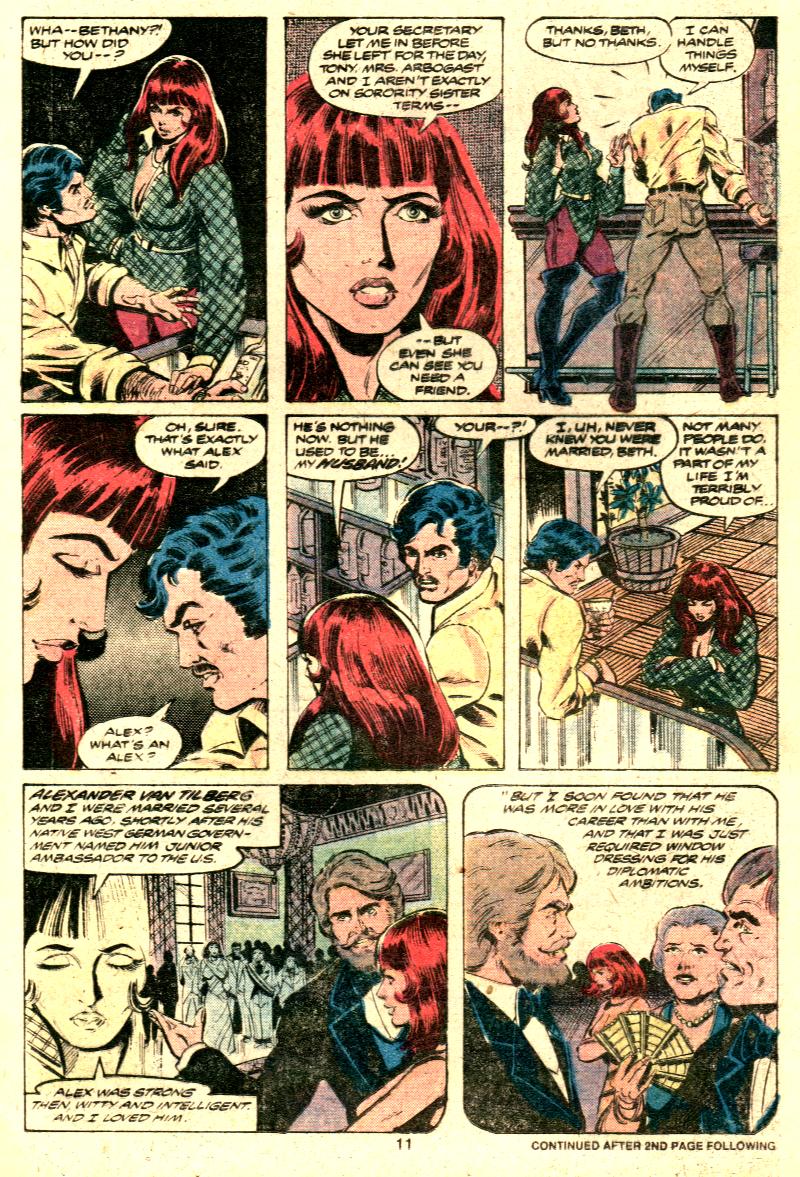 WHA--BETHANY?!
BUT HOW DID
YOU--?
YOUR SECRETARY
LET ME IN BEFORE
SHE LEFT FOR THE DAY,
TONY. MRS. ARBOGAST
AND I AREN'T EXACTLY
ON SORORITY SISTER
TERMS--
--BUT
EVEN SHE
CAN SEE YOU
NEED A
FRIEND.
THANKS, BETH,
BUT NO THANKS.
I CAN
HANDLE
THINGS
MYSELF.
OH, SURE.
THAT'S EXACTLY
WHAT ALEX
SAID.
ALEX?
WHAT'S AN
ALEX?
HE'S NOTHING
NOW. BUT HE
USED TO BE...
MY HUSBAND!
YOUR--?!
I, UH, NEVER
KNEW YOU WERE
MARRIED, BETH.
NOT MANY
PEOPLE DO.
IT WASN'T A
PART OF MY
LIFE I'M
TERRIBLY
PROUD OF...
ALEXANDER VAN TILBERG
AND I WERE MARRIED SEVERAL
YEARS AGO. SHORTLY AFTER HIS
NATIVE WEST GERMAN GOVERN-
MENT NAMED HIM JUNIOR
AMBASSADOR TO THE U.S.
ALEX WAS STRONG
THEN, WITTY AND INTELLIGENT.
AND I LOVED HIM.
"BUT I SOON FOUND THAT HE
WAS MORE IN LOVE WITH HIS
CAREER THAN WITH ME,
AND THAT I WAS JUST
REQUIRED WINDOW
DRESSING FOR HIS
DIPLOMATIC
AMBITIONS.
11
CONTINUED AFTER 2ND PAGE FOLLOWING